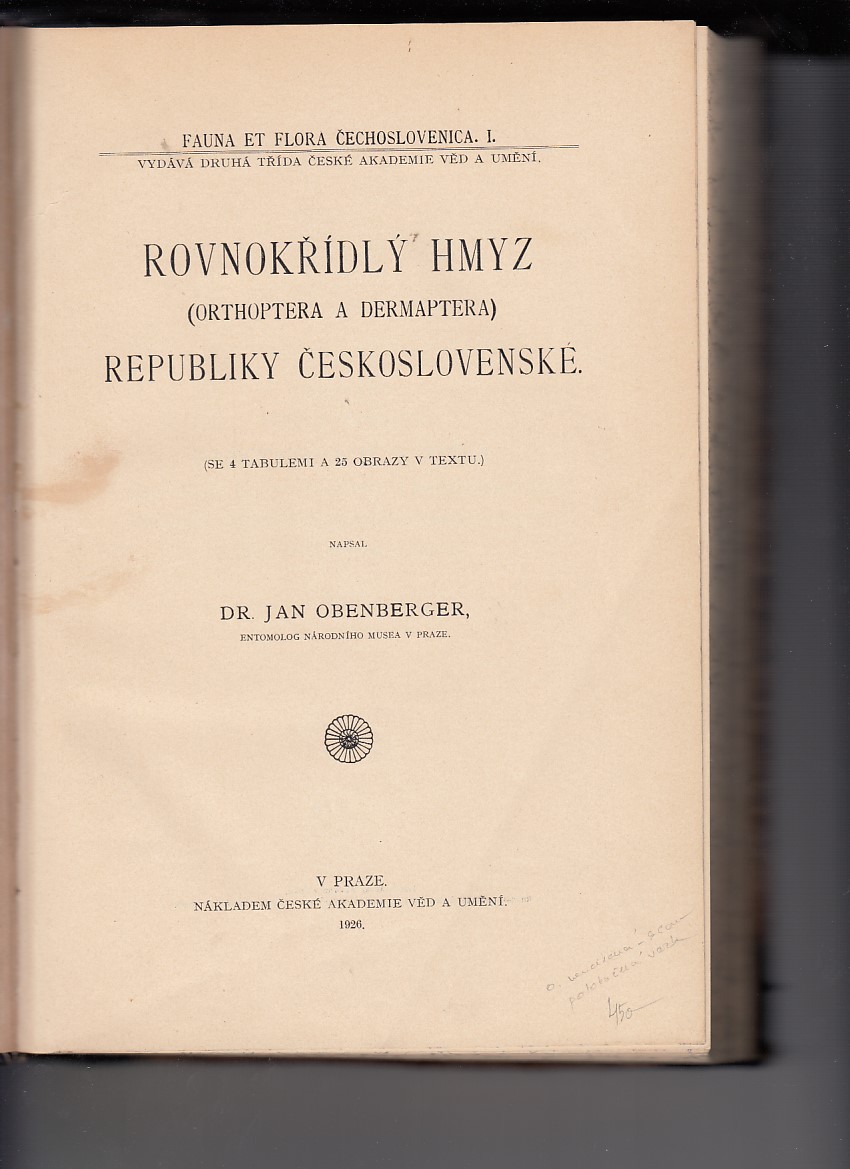 FAUNA ET FLORA ČECHOSLOVENICA. I.
VYDÁVÁ DRUHÁ TŘÍDA ČESKÉ AKADEMIE VĚD A UMĚNÍ.
ROVNOKŘÍDLÝ HMYZ
(ORTHOPTERA A DERMAPTERA)
REPUBLIKY ČESKOSLOVENSKÉ.
(SE 4 TABULEMI A 25 OBRAZY V TEXTU.)
NAPSAL
DR. JAN OBENBERGER,
ENTOMOLOG NÁRODNÍHO MUSEA V PRAZE.
V PRAZE.
NÁKLADEM ČESKÉ AKADEMIE VĚD A UMĚNÍ.
1926.
450